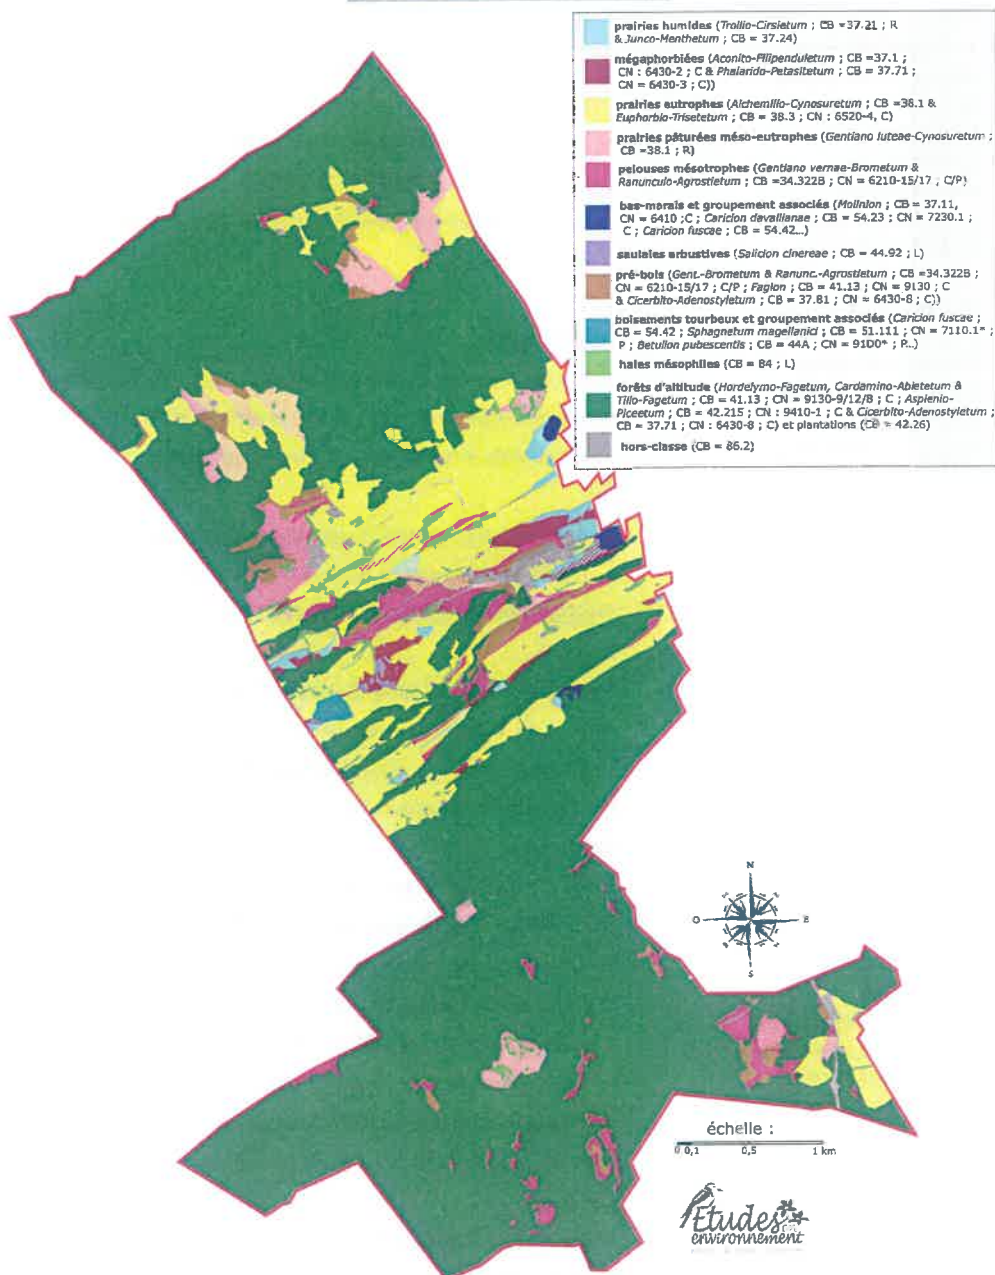 prairies humides (Trollio-Cirsietum ; CB =37.21 ; R
& Junco-Menthetum ; CB = 37.24)
mégaphorbiées (Aconito-Filipenduletum ; CB =37.1 ;
CN : 6430-2 ; C & Phalarido-Petasitetum ; CB = 37.71 ;
CN = 6430-3 ; C))
prairies eutrophes (Alchemillo-Cynosuretum ; CB =38.1 &
Euphorbio-Trisetetum ; CB = 38.3 ; CN : 6520-4, C)
prairies pâturées méso-eutrophes (Gentiano luteae-Cynosuretum ;
CB =38.1 ; R)
pelouses mésotrophes (Gentiano vernae-Brometum &
Ranunculo-Agrostietum ; CB =34.322B ; CN = 6210-15/17 ; C/P)
bas-marais et groupement associés (Molinion ; CB = 37.11,
CN = 6410 ;C ; Caricion davallianae ; CB = 54.23 ; CN = 7230.1 ;
C ; Caricion fuscae ; CB = 54.42...)
saulaies arbustives (Salicion cinereae ; CB = 44.92 ; L)
pré-bois (Gent.-Brometum & Ranunc.-Agrostietum ; CB =34.322B ;
CN = 6210-15/17 ; C/P ; Fagion ; CB = 41.13 ; CN = 9130 ; C
& Cicerbito-Adenostyletum ; CB = 37.81 ; CN = 6430-8 ; C))
boisements tourbeux et groupement associés (Caricion fuscae ;
CB = 54.42 ; Sphagnetum magellanici ; CB = 51.111 ; CN = 7110.1* ;
P ; Betulion pubescentis ; CB = 44A ; CN = 91D0* ; P...)
haies mésophiles (CB = 84 ; L)
forêts d'altitude (Hordelymo-Fagetum, Cardamino-Abietetum &
Tilio-Fagetum ; CB = 41.13 ; CN = 9130-9/12/8 ; C ; Asplenio-
Piceetum ; CB = 42.215 ; CN : 9410-1 ; C & Cicerbito-Adenostyletum ;
CB = 37.71 ; CN : 6430-8 ; C) et plantations (CB = 42.26)
hors-classe (CB = 86.2)
N
O E
S
échelle :
0 0,1 0,5 1 km
Études en
environnement